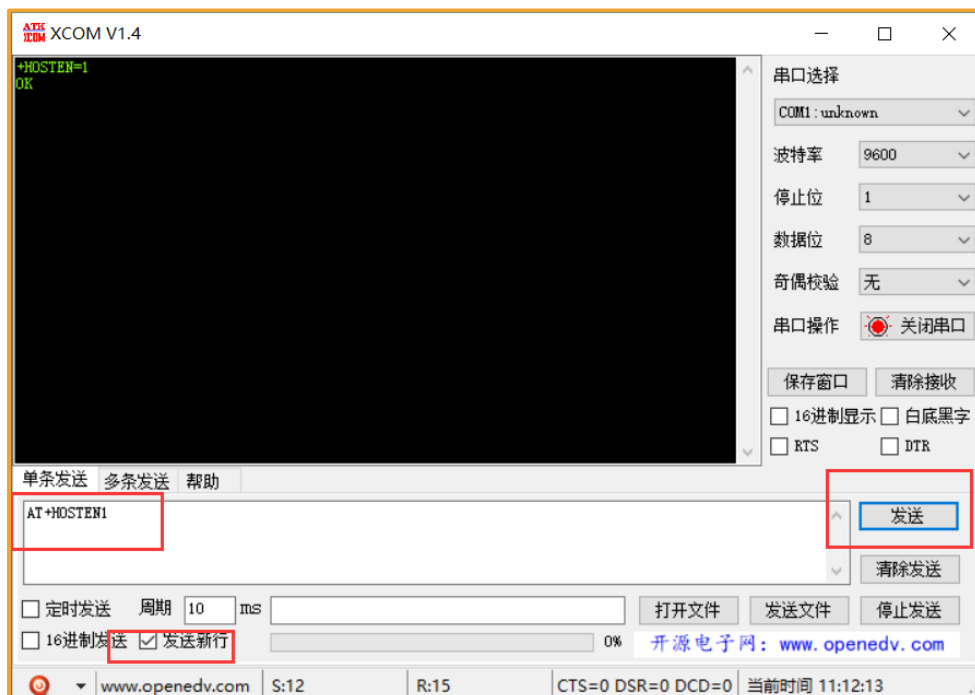 ATK XCOM XCOM V1.4
+HOSTEN=1
OK
串口选择
COM1:unknown
波特率 9600
停止位 1
数据位 8
奇偶校验 无
串口操作 关闭串口
保存窗口 清除接收
16进制显示 白底黑字
RTS DTR
单条发送 多条发送 帮助
AT+HOSTEN1
发送
清除发送
定时发送 周期 10 ms 打开文件 发送文件 停止发送
16进制发送 发送新行 0% 开源电子网：www.openedv.com
www.openedv.com S:12 R:15 CTS=0 DSR=0 DCD=0 当前时间 11:12:13